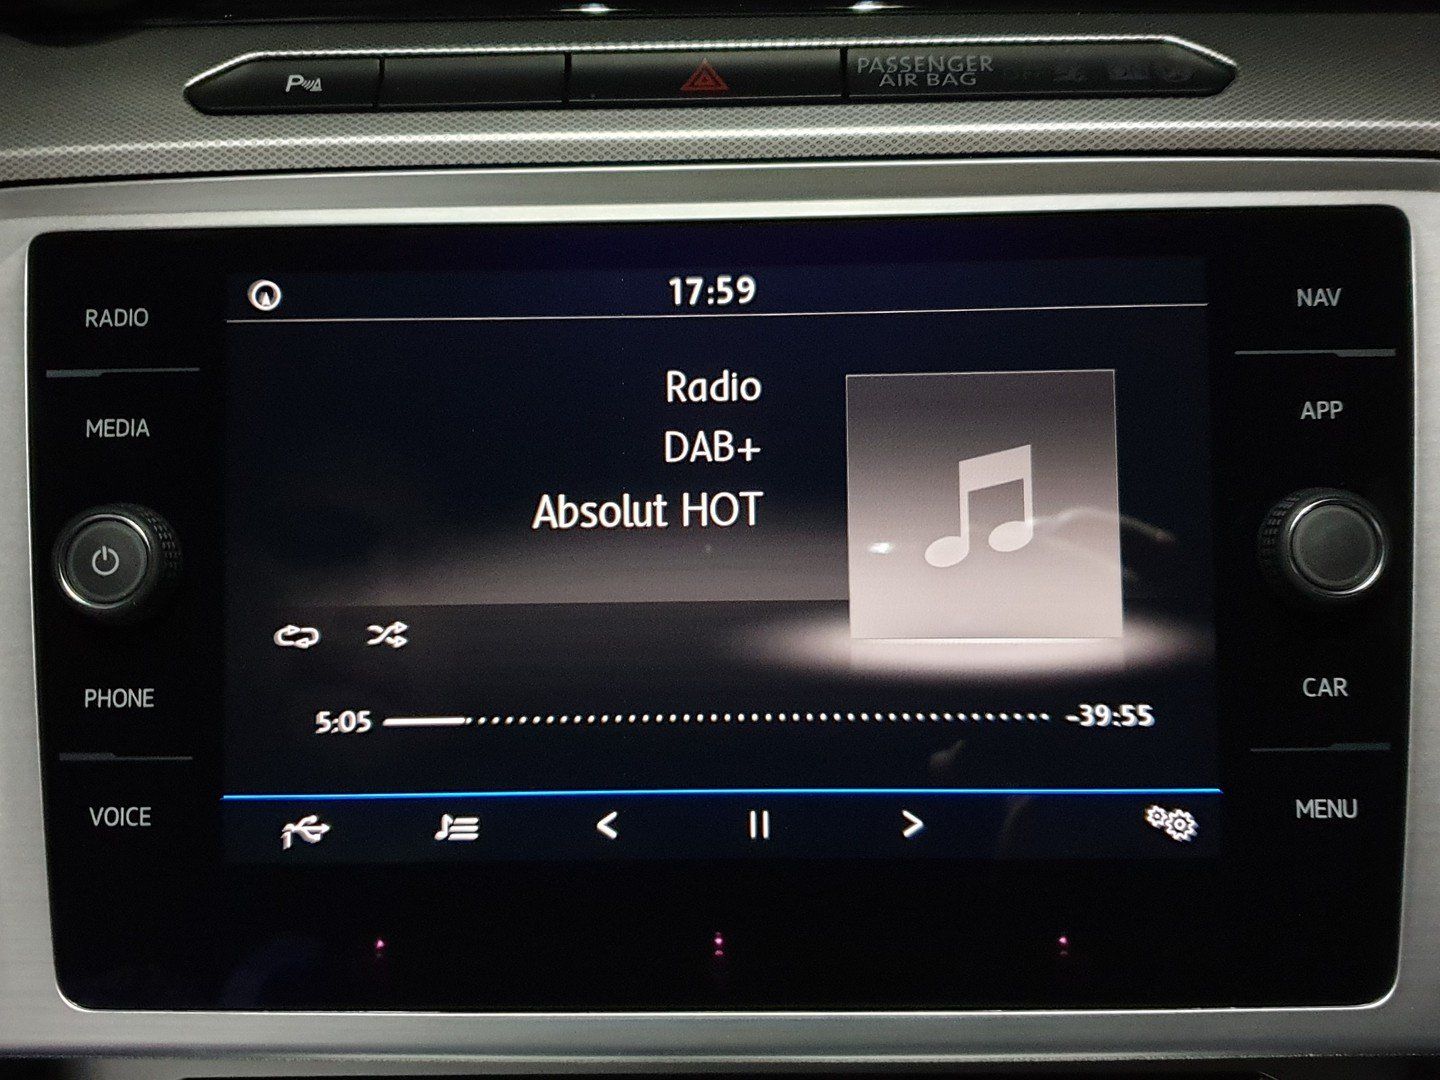 P
PASSENGER
AIR BAG
17:59
RADIO
NAV
MEDIA
APP
Radio
DAB+
Absolut HOT
5:05
-39:55
PHONE
CAR
VOICE
MENU